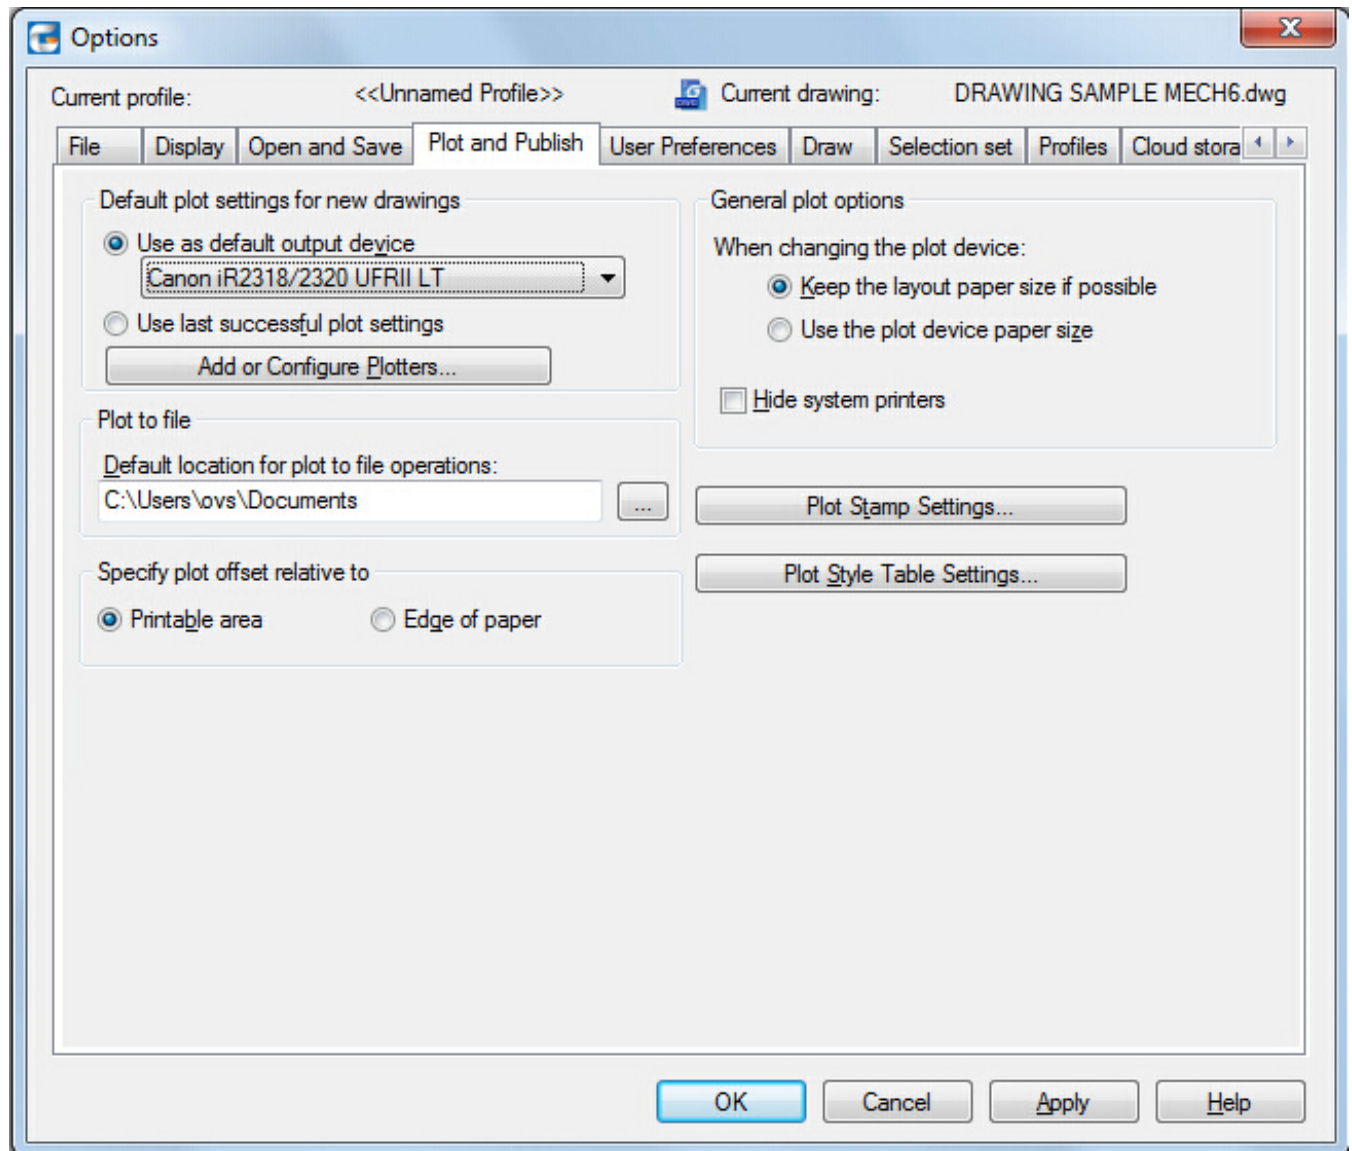 Options
x
Current profile: <<Unnamed Profile>> Current drawing: DRAWING SAMPLE MECH6.dwg
File Display Open and Save Plot and Publish User Preferences Draw Selection set Profiles Cloud stora
Default plot settings for new drawings
Use as default output device
Canon iR2318/2320 UFRII LT
Use last successful plot settings
Add or Configure Plotters...
Plot to file
Default location for plot to file operations:
C:\Users\ovs\Documents
...
Specify plot offset relative to
Printable area Edge of paper
General plot options
When changing the plot device:
Keep the layout paper size if possible
Use the plot device paper size
Hide system printers
Plot Stamp Settings...
Plot Style Table Settings...
OK Cancel Apply Help